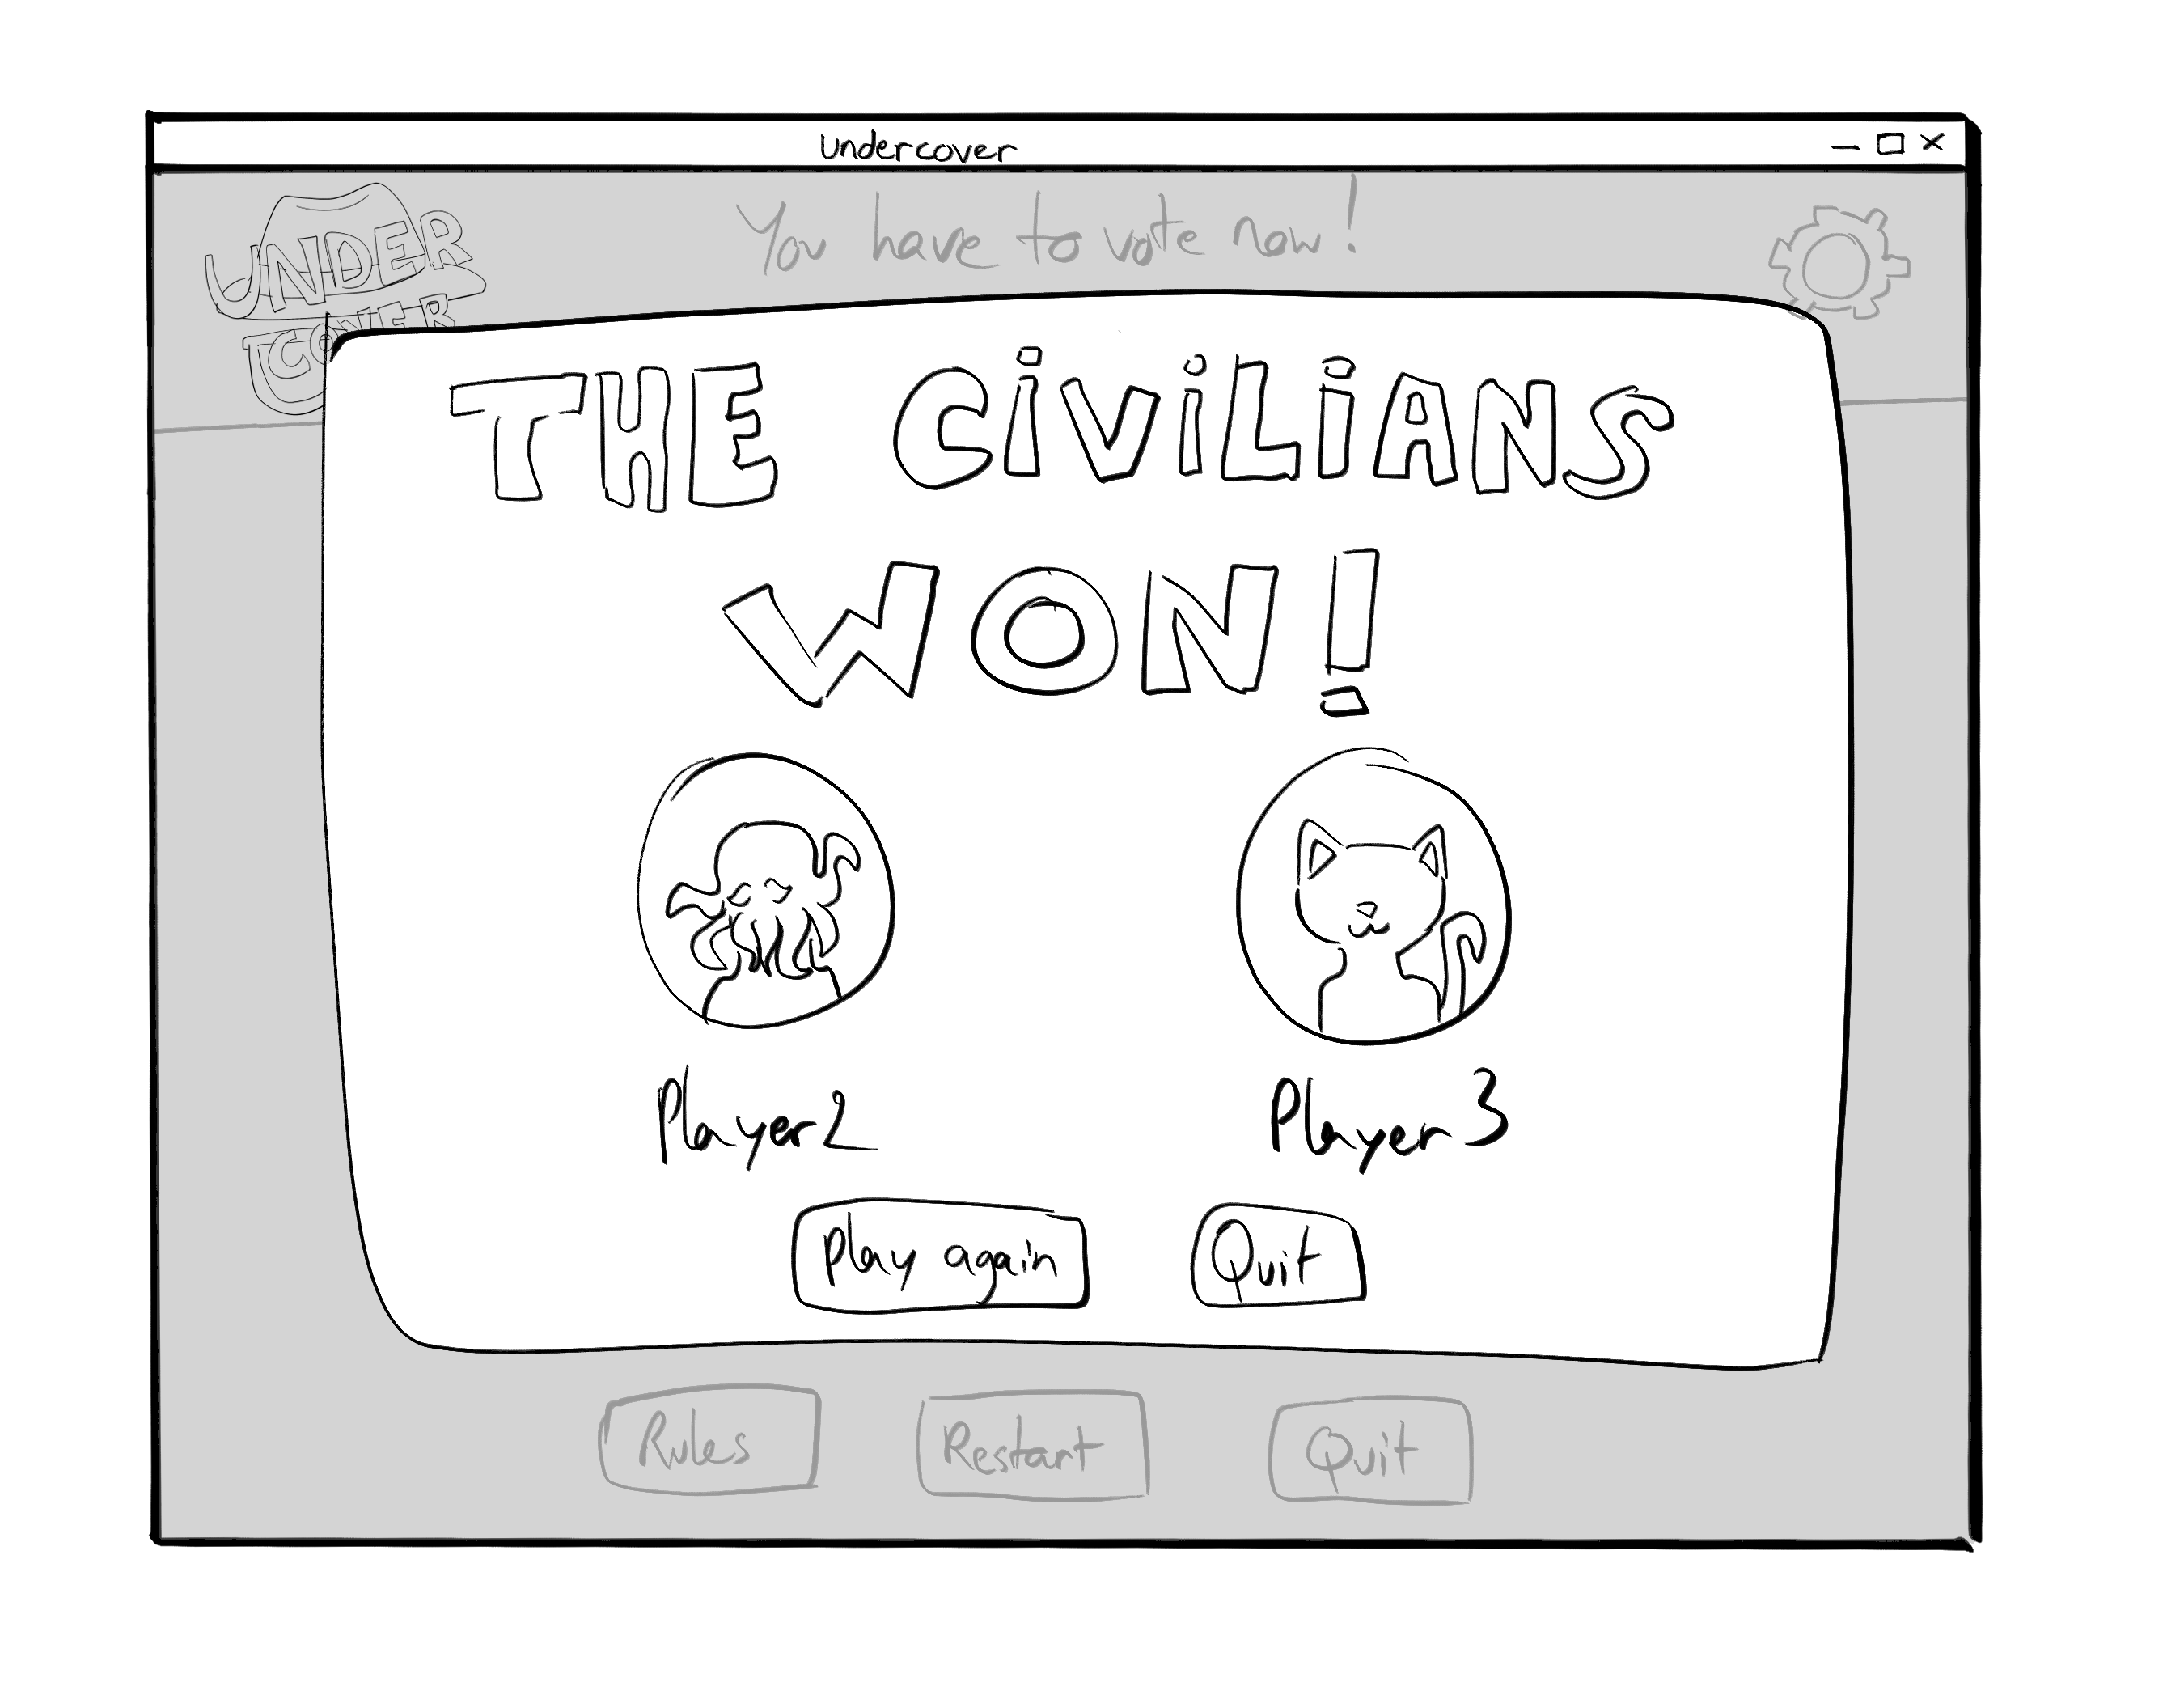 Undercover
UNDER
COVER
You have to vote now!
THE CiViLiANS
WON!
Player2
Player3
Play again
Quit
Rules
Restart
Quit